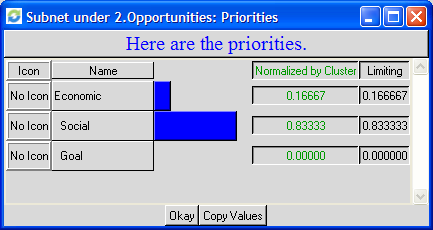 Subnet under 2.Opportunities: Priorities
Here are the priorities.
Icon Name Normalized by Cluster Limiting
No Icon Economic 0.16667 0.166667
No Icon Social 0.83333 0.833333
No Icon Goal 0.00000 0.000000
Okay Copy Values